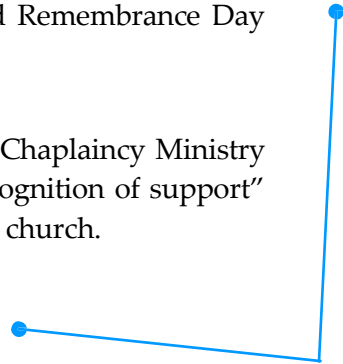 Remembrance Day
Chaplaincy Ministry
ognition of support”
church.